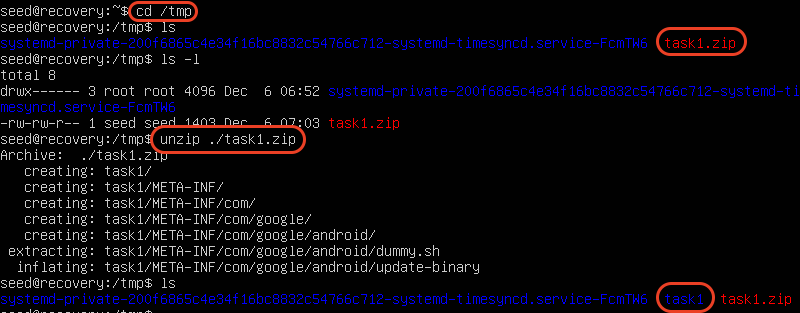 seed@recovery:~$ cd /tmp
seed@recovery:/tmp$ ls
systemd-private-200f6865c4e34f16bc8832c54766c712-systemd-timesyncd.service-FcmTW6 task1.zip
seed@recovery:/tmp$ ls -l
total 8
drwx------ 3 root root 4096 Dec  6 06:52 systemd-private-200f6865c4e34f16bc8832c54766c712-systemd-ti
mesyncd.service-FcmTW6
-rw-rw-r-- 1 seed seed 1403 Dec  6 07:03 task1.zip
seed@recovery:/tmp$ unzip ./task1.zip
Archive:  ./task1.zip
   creating: task1/
   creating: task1/META-INF/
   creating: task1/META-INF/com/
   creating: task1/META-INF/com/google/
   creating: task1/META-INF/com/google/android/
 extracting: task1/META-INF/com/google/android/dummy.sh
  inflating: task1/META-INF/com/google/android/update-binary
seed@recovery:/tmp$ ls
systemd-private-200f6865c4e34f16bc8832c54766c712-systemd-timesyncd.service-FcmTW6 task1 task1.zip
seed@recovery:/tmp$